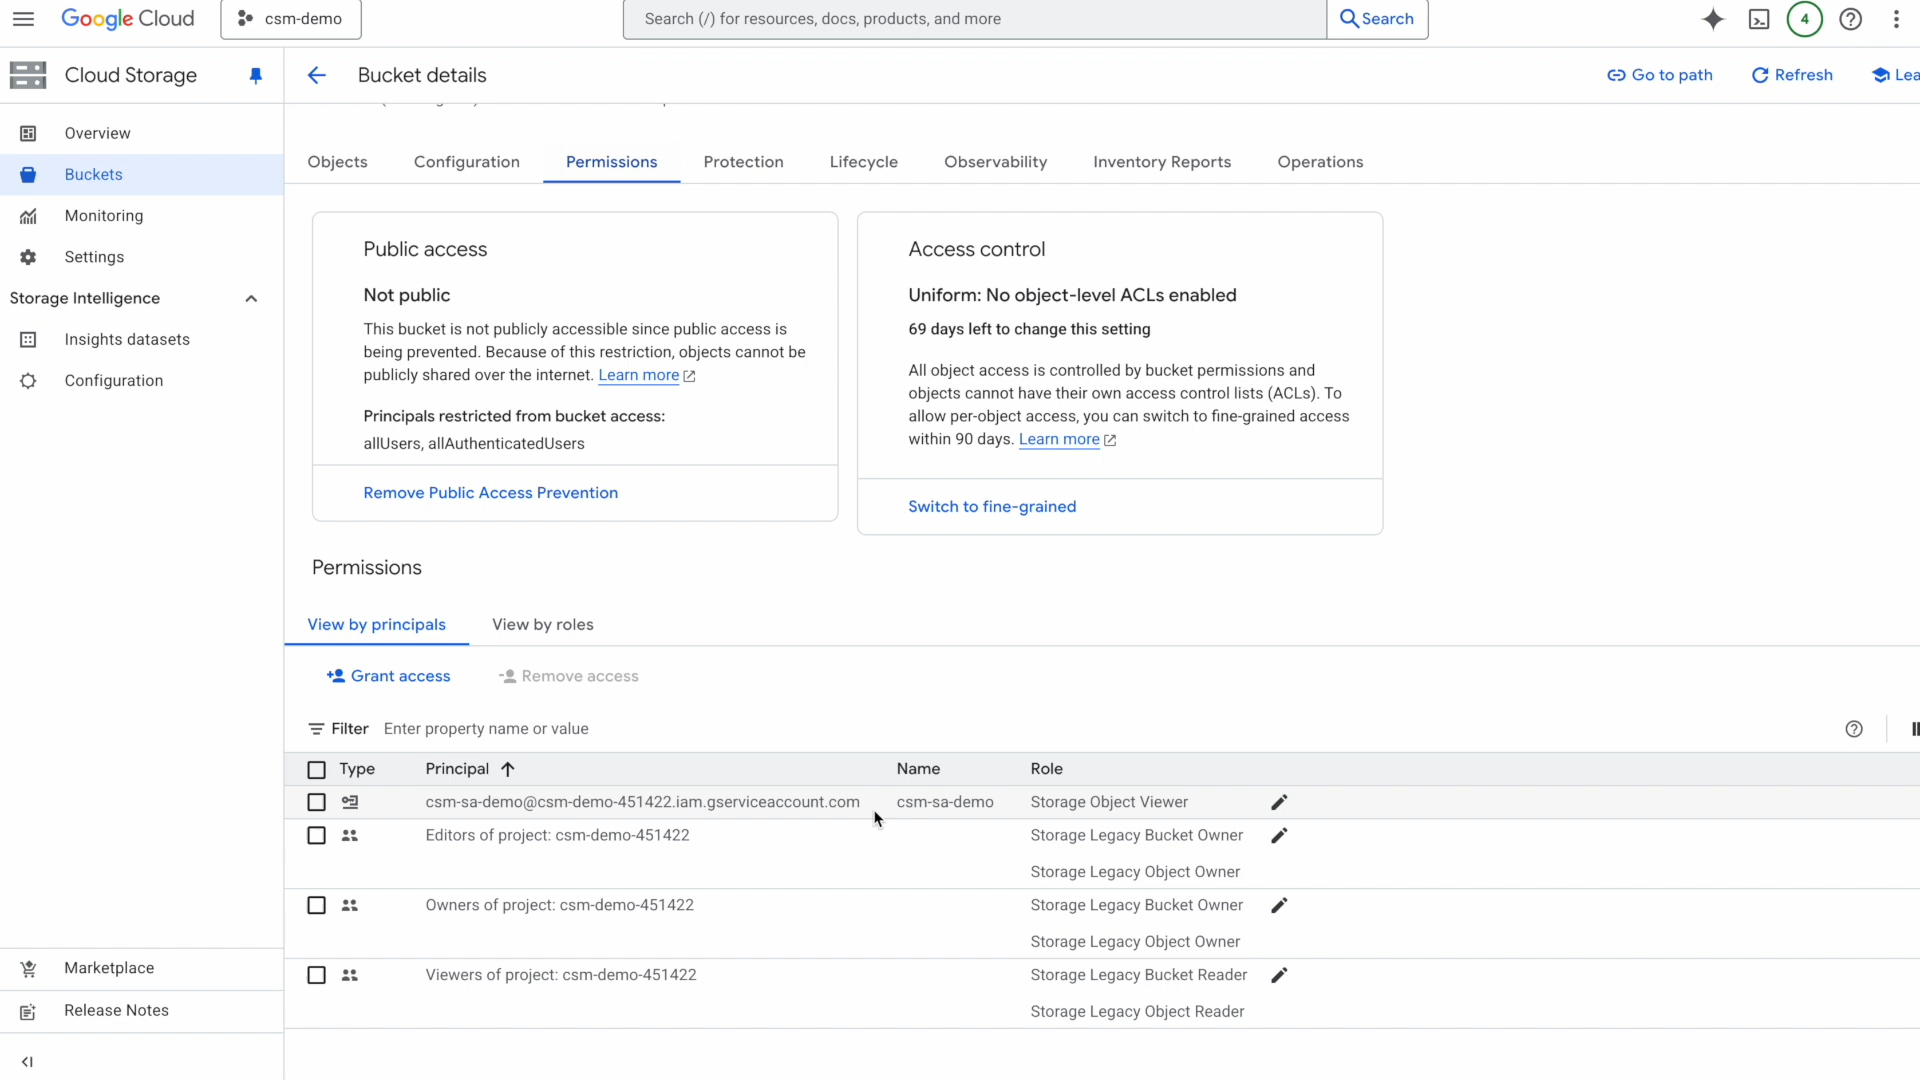 Google Cloud
csm-demo
Search (/) for resources, docs, products, and more
Search
4
Cloud Storage
Bucket details
Go to path
Refresh
Overview
Buckets
Monitoring
Settings
Storage Intelligence
Insights datasets
Configuration
Marketplace
Release Notes
Objects
Configuration
Permissions
Protection
Lifecycle
Observability
Inventory Reports
Operations
Public access
Not public
This bucket is not publicly accessible since public access is
being prevented. Because of this restriction, objects cannot be
publicly shared over the internet. Learn more
Principals restricted from bucket access:
allUsers, allAuthenticatedUsers
Remove Public Access Prevention
Access control
Uniform: No object-level ACLs enabled
69 days left to change this setting
All object access is controlled by bucket permissions and
objects cannot have their own access control lists (ACLs). To
allow per-object access, you can switch to fine-grained access
within 90 days. Learn more
Switch to fine-grained
Permissions
View by principals
View by roles
Grant access
Remove access
Filter
Enter property name or value
Type
Principal
Name
Role
csm-sa-demo@csm-demo-451422.iam.gserviceaccount.com
csm-sa-demo
Storage Object Viewer
Editors of project: csm-demo-451422
Storage Legacy Bucket Owner
Storage Legacy Object Owner
Owners of project: csm-demo-451422
Storage Legacy Bucket Owner
Storage Legacy Object Owner
Viewers of project: csm-demo-451422
Storage Legacy Bucket Reader
Storage Legacy Object Reader